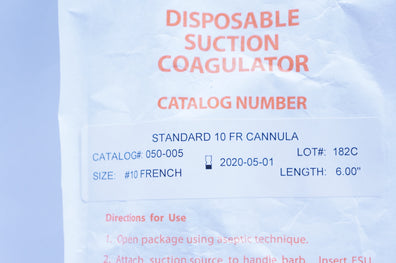 DISPOSABLE
SUCTION
COAGULATOR
CATALOG NUMBER
STANDARD 10 FR CANNULA
CATALOG#: 050-005 2020-05-01 LOT#: 182C
SIZE: #10 FRENCH LENGTH: 6.00"
Directions for Use
1. Open package using aseptic technique.
2. Attach suction source to handle barb. Insert ESU